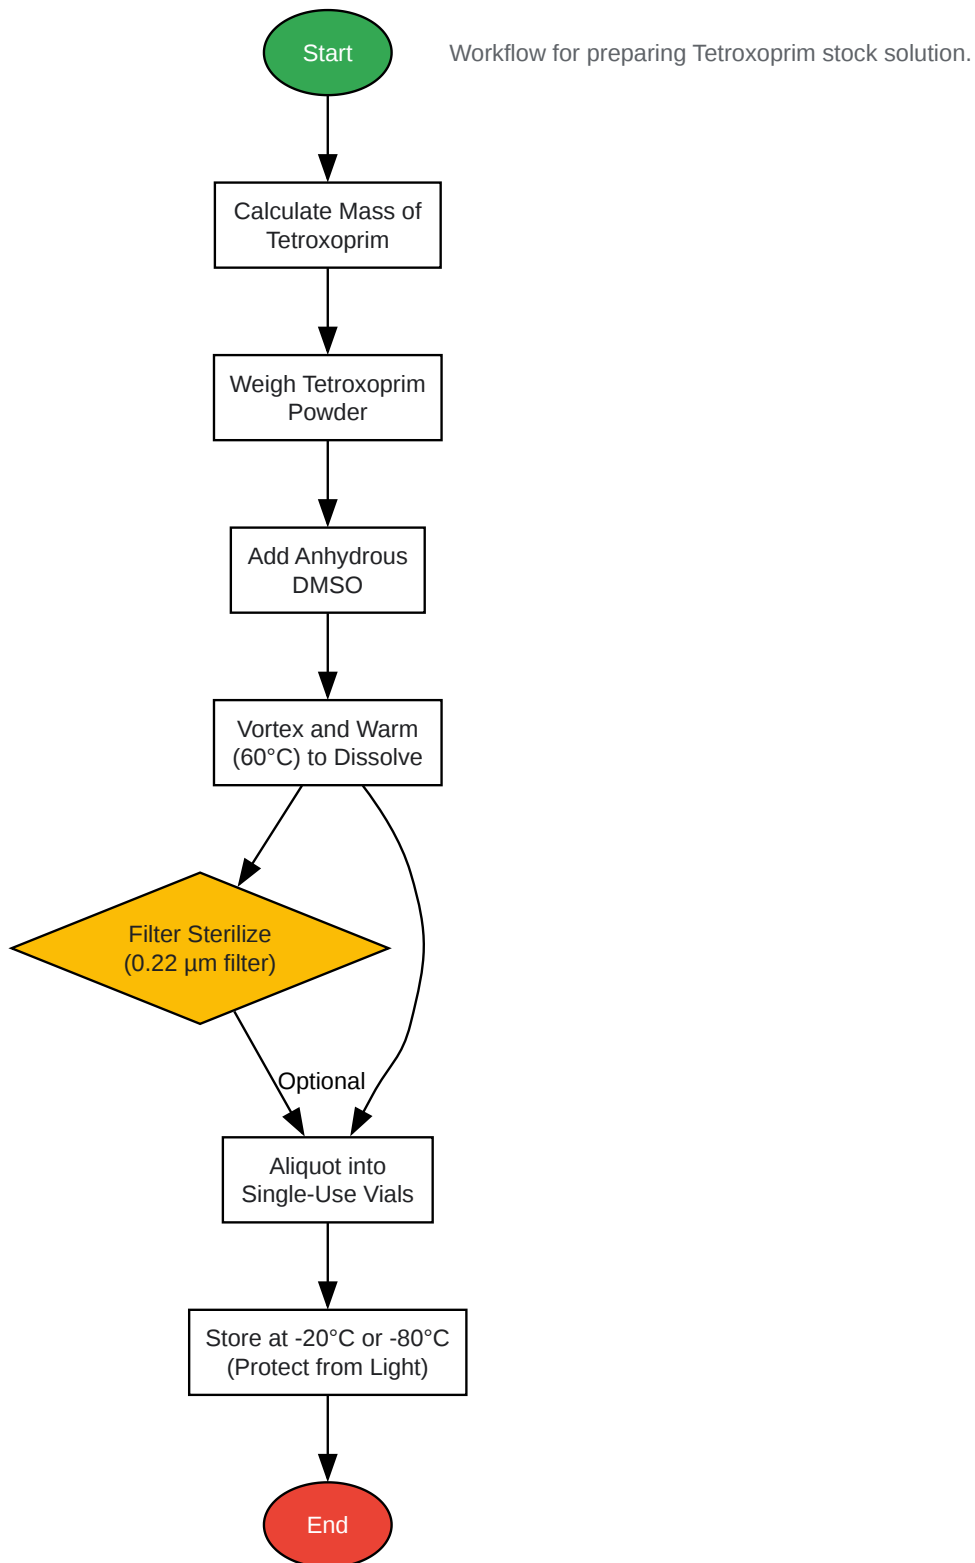 Start
Workflow for preparing Tetroxoprim stock solution.
Calculate Mass of
Tetroxoprim
Weigh Tetroxoprim
Powder
Add Anhydrous
DMSO
Vortex and Warm
(60°C) to Dissolve
Filter Sterilize
(0.22 µm filter)
Optional
Aliquot into
Single-Use Vials
Store at -20°C or -80°C
(Protect from Light)
End